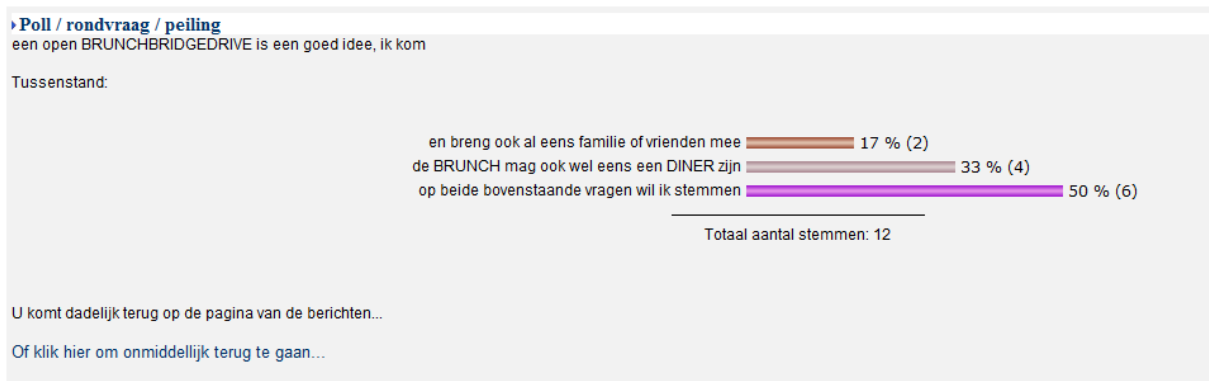 Poll / rondvraag / peiling
een open BRUNCHBRIDGEDRIVE is een goed idee, ik kom
Tussenstand:
en breng ook al eens familie of vrienden mee 17 % (2)
de BRUNCH mag ook wel eens een DINER zijn 33 % (4)
op beide bovenstaande vragen wil ik stemmen 50 % (6)
Totaal aantal stemmen: 12
U komt dadelijk terug op de pagina van de berichten...
Of klik hier om onmiddellijk terug te gaan...